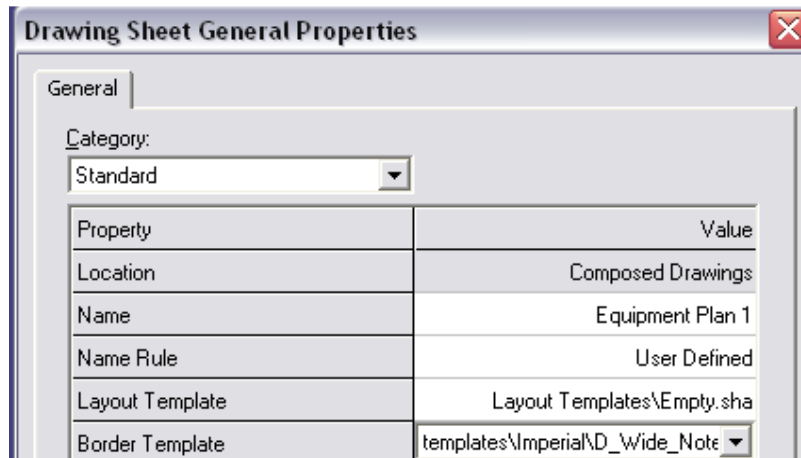 Drawing Sheet General Properties
General
Category:
Standard
Property Value
Location Composed Drawings
Name Equipment Plan 1
Name Rule User Defined
Layout Template Layout Templates\Empty.sha
Border Template templates\Imperial\D_Wide_Note